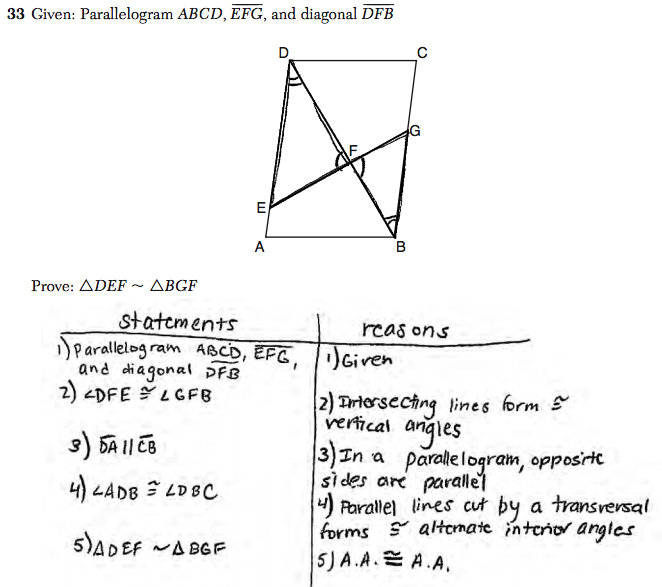 33 Given: Parallelogram ABCD, EFG, and diagonal DFB
D
C
G
F
E
A
B
Prove: △DEF ~ △BGF
statements
reasons
1) Parallelogram ABCD, EFG,
and diagonal DFB
1) Given
2) ∠DFE ≅ ∠GFB
2) Intersecting lines form ≅
vertical angles
3) DA || CB
3) In a parallelogram, opposite
sides are parallel
4) ∠ADB ≅ ∠DBC
4) Parallel lines cut by a transversal
forms ≅ alternate interior angles
5) △DEF ~ △BGF
5) A.A. ≅ A.A.